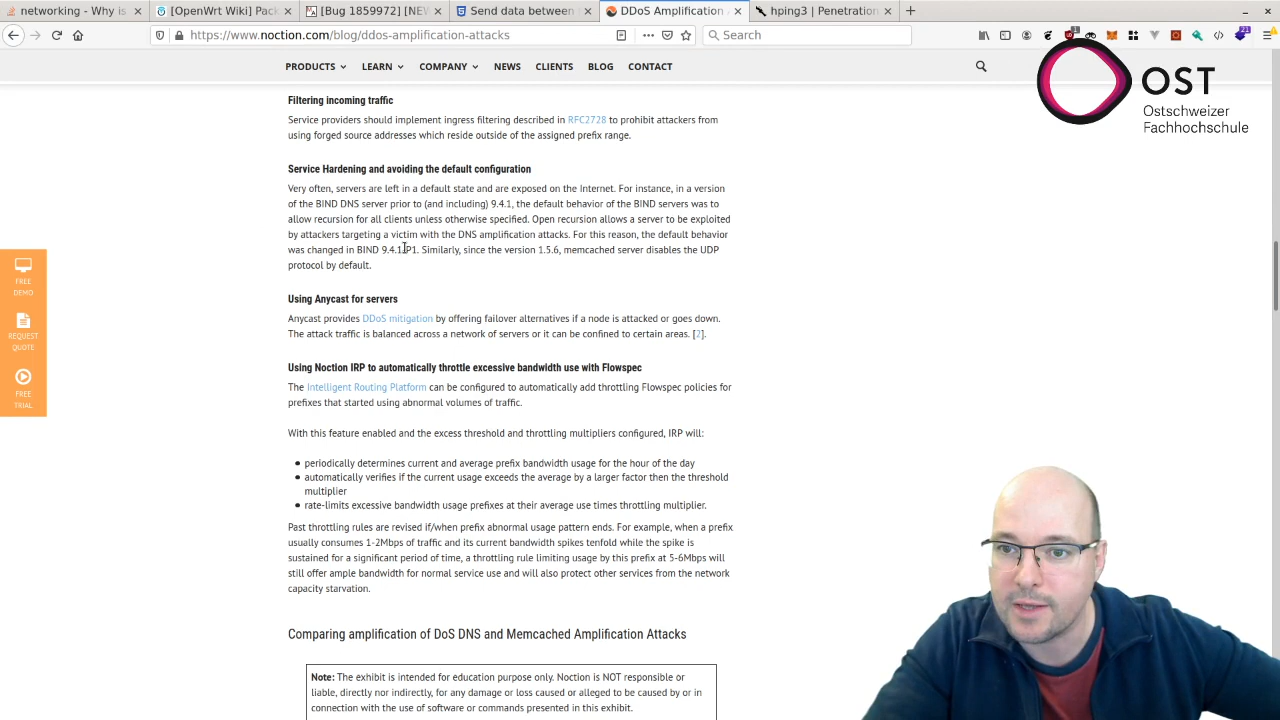 networking - Why is
[OpenWrt Wiki] Pack
[Bug 1859972] [NEW
Send data between
DDoS Amplification A
hping3 | Penetration
https://www.noction.com/blog/ddos-amplification-attacks
Search
21
PRODUCTS LEARN COMPANY NEWS CLIENTS BLOG CONTACT
OST
Ostschweizer
Fachhochschule
FREE
DEMO
REQUEST
QUOTE
FREE
TRIAL
Filtering incoming traffic
Service providers should implement ingress filtering described in RFC2728 to prohibit attackers from
using forged source addresses which reside outside of the assigned prefix range.
Service Hardening and avoiding the default configuration
Very often, servers are left in a default state and are exposed on the Internet. For instance, in a version
of the BIND DNS server prior to (and including) 9.4.1, the default behavior of the BIND servers was to
allow recursion for all clients unless otherwise specified. Open recursion allows a server to be exploited
by attackers targeting a victim with the DNS amplification attacks. For this reason, the default behavior
was changed in BIND 9.4.1-P1. Similarly, since the version 1.5.6, memcached server disables the UDP
protocol by default.
Using Anycast for servers
Anycast provides DDoS mitigation by offering failover alternatives if a node is attacked or goes down.
The attack traffic is balanced across a network of servers or it can be confined to certain areas. [2].
Using Noction IRP to automatically throttle excessive bandwidth use with Flowspec
The Intelligent Routing Platform can be configured to automatically add throttling Flowspec policies for
prefixes that started using abnormal volumes of traffic.
With this feature enabled and the excess threshold and throttling multipliers configured, IRP will:
● periodically determines current and average prefix bandwidth usage for the hour of the day
● automatically verifies if the current usage exceeds the average by a larger factor then the threshold
multiplier
● rate-limits excessive bandwidth usage prefixes at their average use times throttling multiplier.
Past throttling rules are revised if/when prefix abnormal usage pattern ends. For example, when a prefix
usually consumes 1-2Mbps of traffic and its current bandwidth spikes tenfold while the spike is
sustained for a significant period of time, a throttling rule limiting usage by this prefix at 5-6Mbps will
still offer ample bandwidth for normal service use and will also protect other services from the network
capacity starvation.
Comparing amplification of DoS DNS and Memcached Amplification Attacks
Note: The exhibit is intended for education purpose only. Noction is NOT responsible or
liable, directly nor indirectly, for any damage or loss caused or alleged to be caused by or in
connection with the use of software or commands presented in this exhibit.